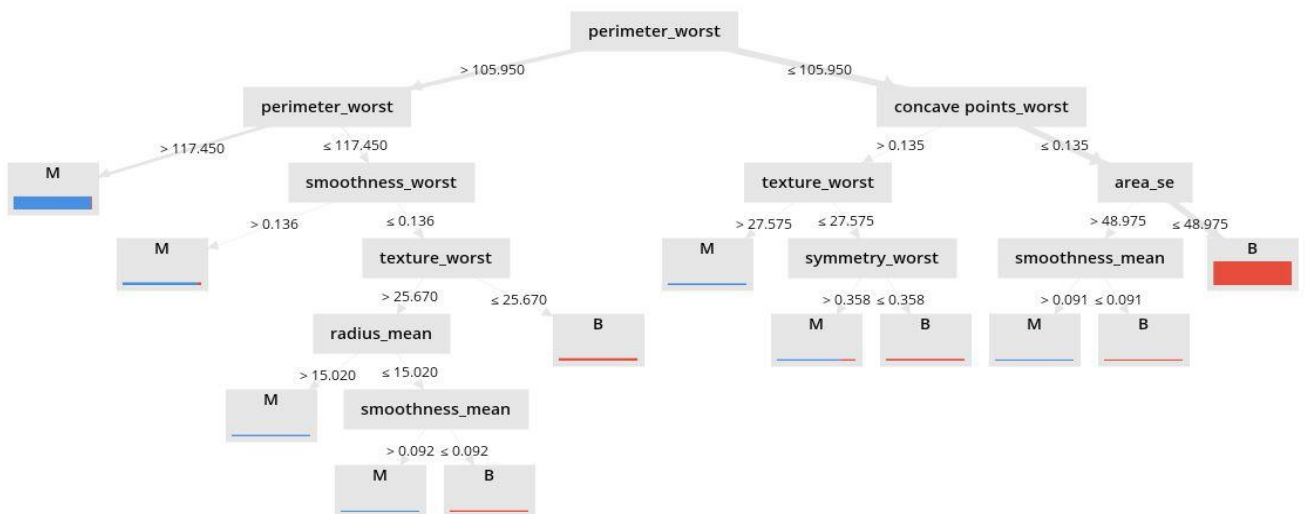 perimeter_worst
> 105.950
≤ 105.950
perimeter_worst
concave points_worst
> 117.450
≤ 117.450
> 0.135
≤ 0.135
M
smoothness_worst
texture_worst
area_se
> 0.136
≤ 0.136
> 27.575
≤ 27.575
> 48.975
≤ 48.975
M
texture_worst
M
symmetry_worst
smoothness_mean
B
> 25.670
≤ 25.670
> 0.358
≤ 0.358
> 0.091
≤ 0.091
radius_mean
B
M
B
M
B
> 15.020
≤ 15.020
M
smoothness_mean
> 0.092
≤ 0.092
M
B